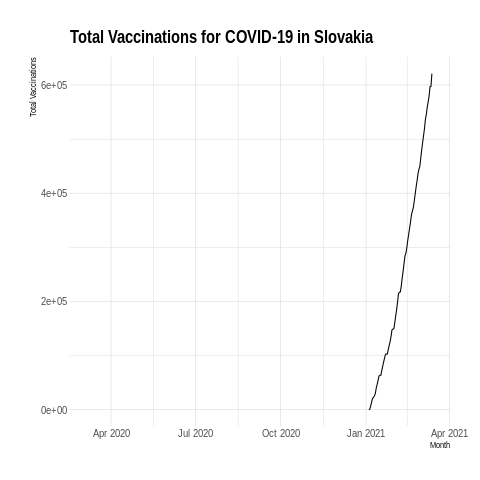 Total Vaccinations for COVID-19 in Slovakia
Total Vaccinations
6e+05
4e+05
2e+05
0e+00
Apr 2020 Jul 2020 Oct 2020 Jan 2021 Apr 2021
Month